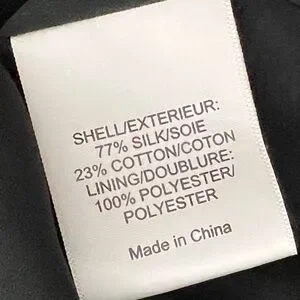 SHELL/EXTERIEUR:
77% SILK/SOIE
23% COTTON/COTON
LINING/DOUBLURE:
100% POLYESTER/
POLYESTER
Made in China